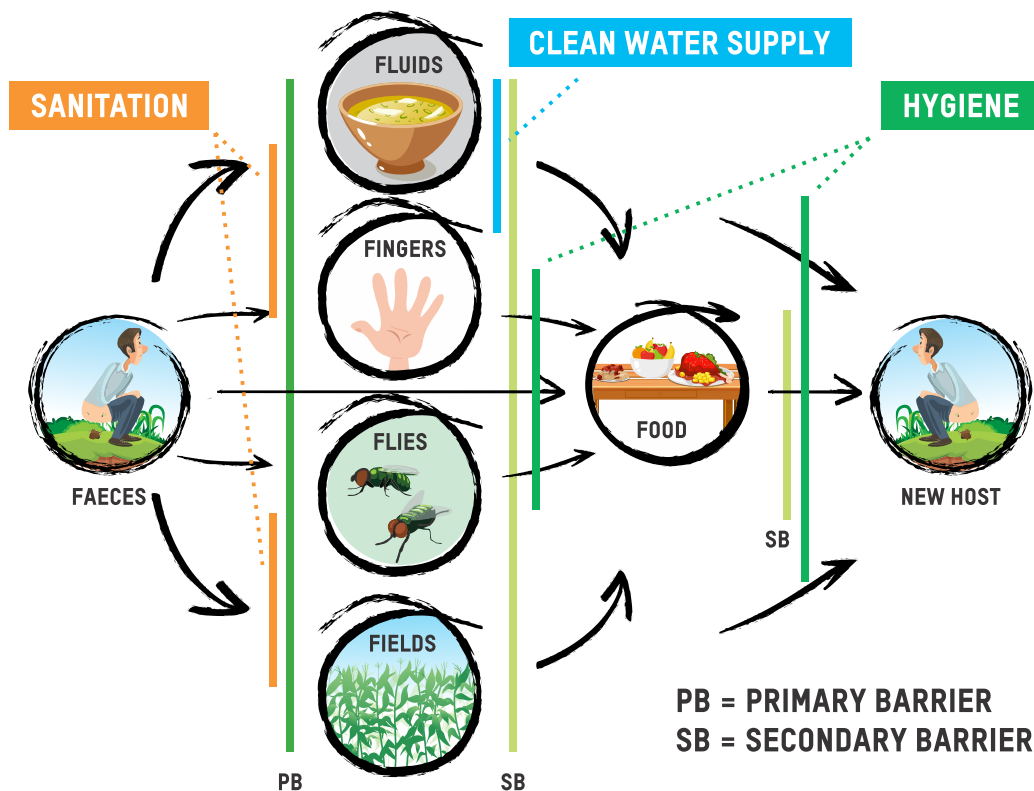 CLEAN WATER SUPPLY
SANITATION
HYGIENE
FLUIDS
FINGERS
FLIES
FIELDS
FAECES
FOOD
NEW HOST
SB
PB
SB
PB = PRIMARY BARRIER
SB = SECONDARY BARRIER